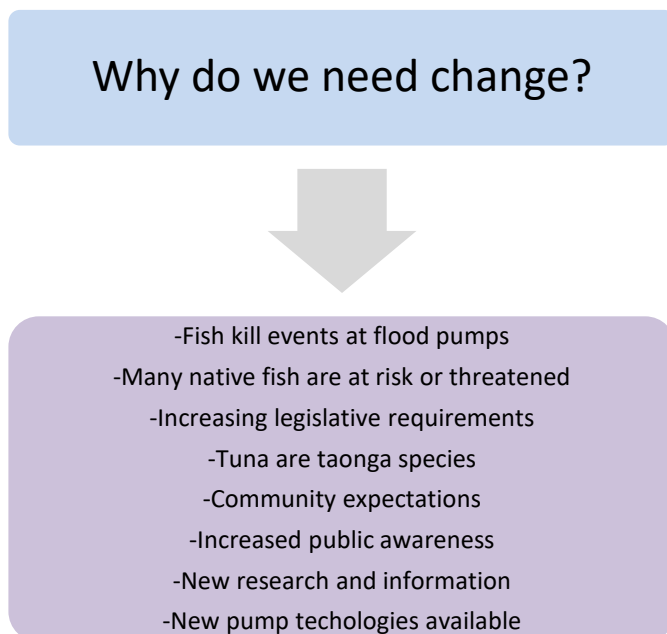 Why do we need change?
-Fish kill events at flood pumps
-Many native fish are at risk or threatened
-Increasing legislative requirements
-Tuna are taonga species
-Community expectations
-Increased public awareness
-New research and information
-New pump techologies available